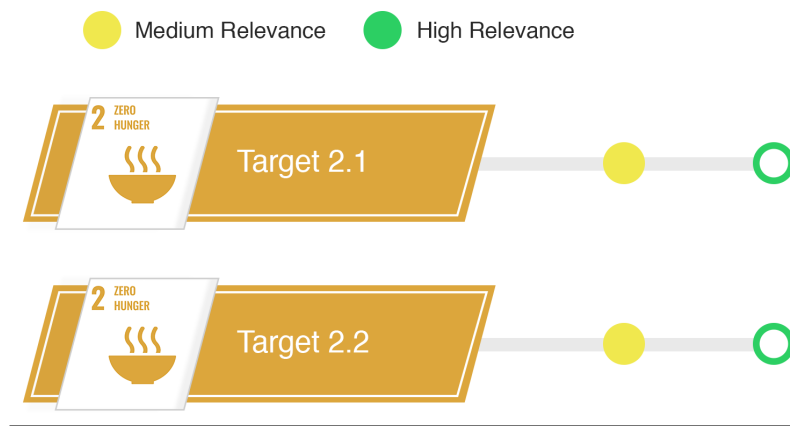 Medium Relevance
High Relevance
2 ZERO
HUNGER
Target 2.1
2 ZERO
HUNGER
Target 2.2